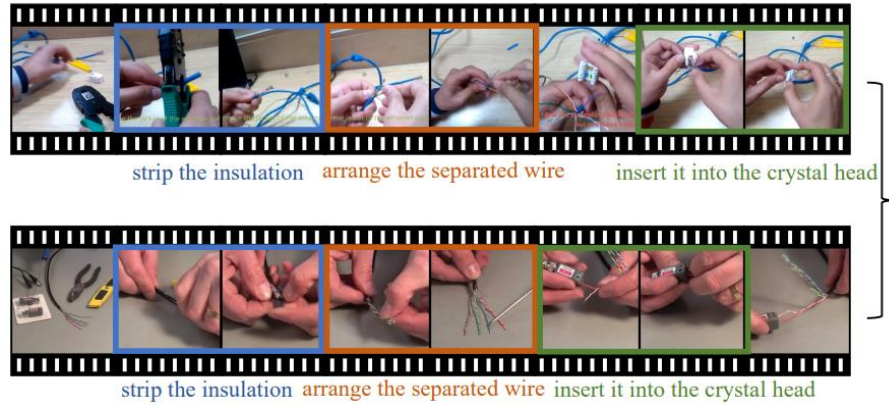 strip the insulation
arrange the separated wire
insert it into the crystal head
strip the insulation
arrange the separated wire
insert it into the crystal head